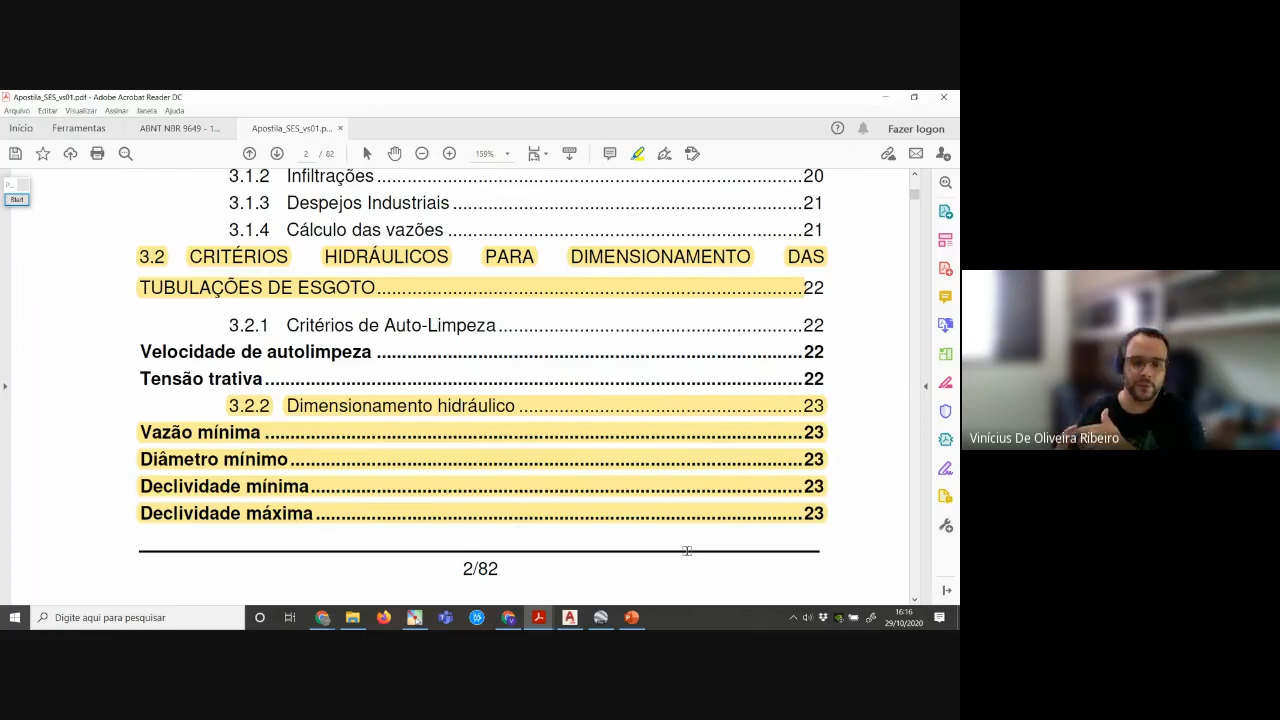 Apostila_SES_vs01.pdf - Adobe Acrobat Reader DC
Arquivo Editar Visualizar Assinar Janela Ajuda
Início Ferramentas ABNT NBR 9649 - 1... Apostila_SES_vs01.p... × Fazer logon
2 / 82 159%
P...
Start
3.1.2 Infiltrações........................................20
3.1.3 Despejos Industriais........................................21
3.1.4 Cálculo das vazões........................................21
3.2 CRITÉRIOS HIDRÁULICOS PARA DIMENSIONAMENTO DAS
TUBULAÇÕES DE ESGOTO........................................22
3.2.1 Critérios de Auto-Limpeza........................................22
Velocidade de autolimpeza ........................................22
Tensão trativa........................................22
3.2.2 Dimensionamento hidráulico ........................................23
Vazão mínima ........................................23
Diâmetro mínimo........................................23
Declividade mínima........................................23
Declividade máxima........................................23
2/82
Vinícius De Oliveira Ribeiro
Digite aqui para pesquisar
16:16
29/10/2020